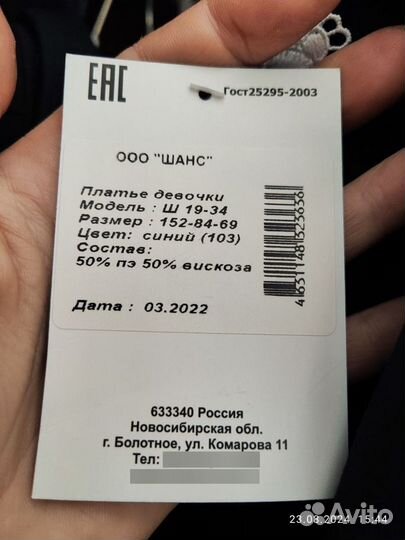 EAC
Гост25295-2003
ООО "ШАНС"
Платье девочки
Модель : Ш 19-34
Размер : 152-84-69
Цвет: синий (103)
Состав:
50% пэ 50% вискоза
Дата : 03.2022
4631148323636
633340 Россия
Новосибирская обл.
г. Болотное, ул. Комарова 11
Тел:
23.08.2024 15:44
Avito